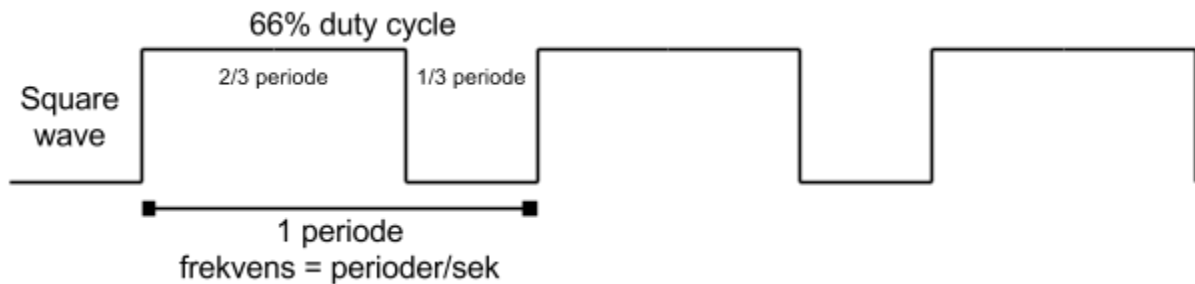 66% duty cycle
2/3 periode
1/3 periode
Square
wave
1 periode
frekvens = perioder/sek